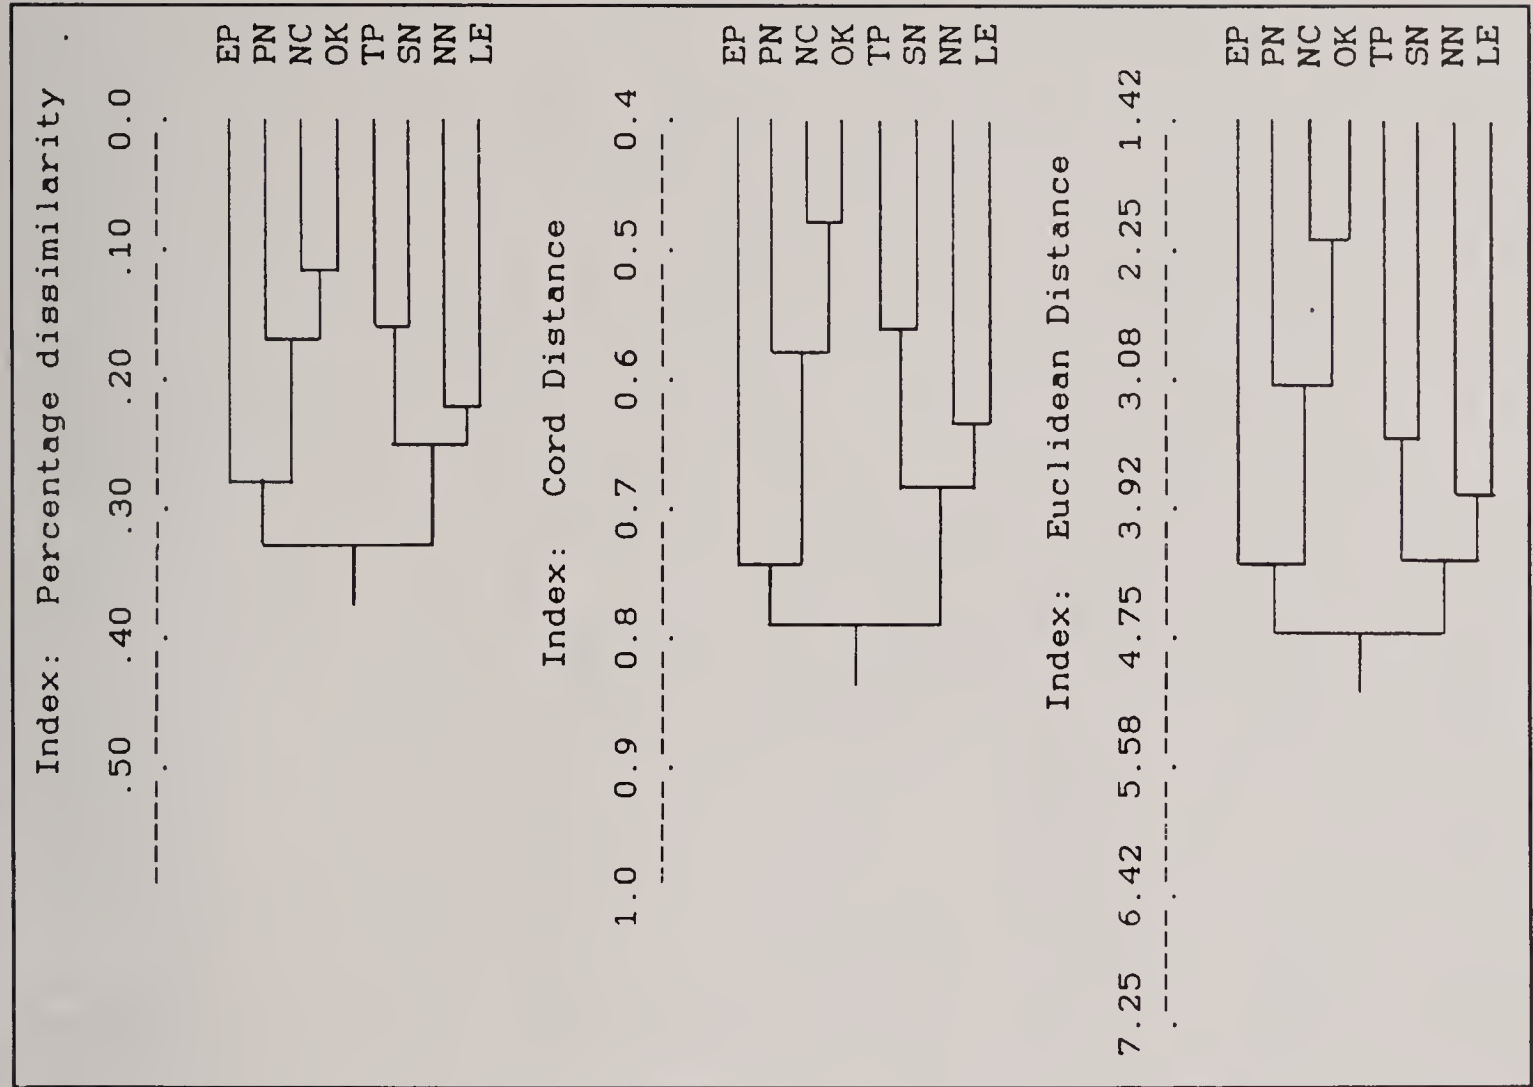 Index: Percentage dissimilarity
.50 .40 .30 .20 .10 0.0
EP
PN
NC
OK
TP
SN
NN
LE
Index: Cord Distance
1.0 0.9 0.8 0.7 0.6 0.5 0.4
EP
PN
NC
OK
TP
SN
NN
LE
Index: Euclidean Distance
7.25 6.42 5.58 4.75 3.92 3.08 2.25 1.42
EP
PN
NC
OK
TP
SN
NN
LE